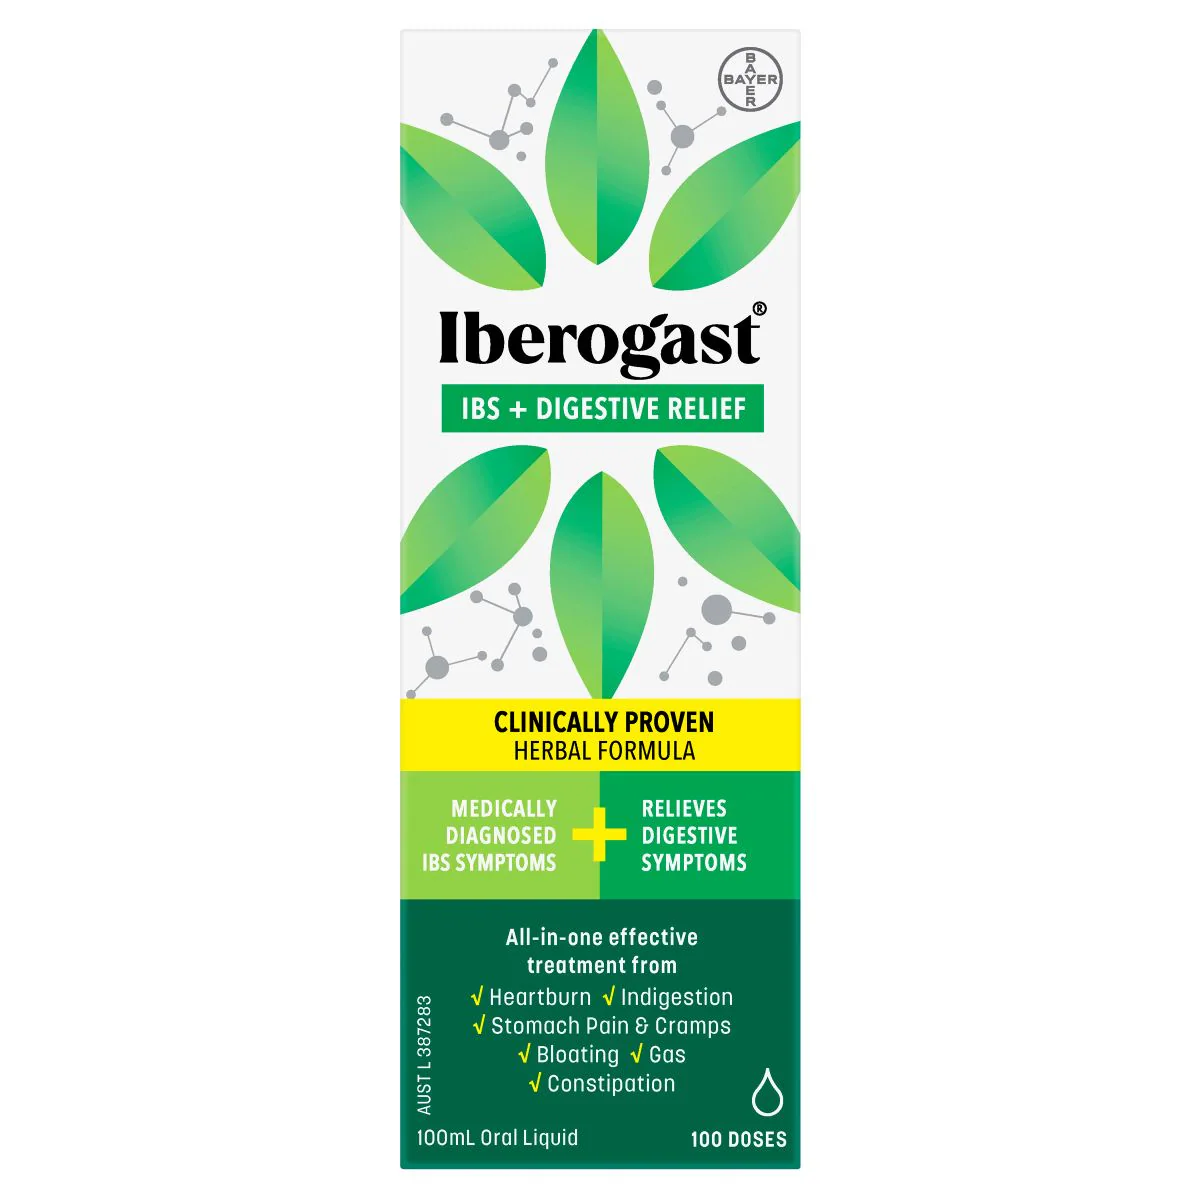 BAYER
BAYER
Iberogast®
IBS + DIGESTIVE RELIEF
CLINICALLY PROVEN
HERBAL FORMULA
MEDICALLY
DIAGNOSED
IBS SYMPTOMS
+
RELIEVES
DIGESTIVE
SYMPTOMS
All-in-one effective
treatment from
√ Heartburn √ Indigestion
√ Stomach Pain & Cramps
√ Bloating √ Gas
√ Constipation
AUST L 387283
100mL Oral Liquid
100 DOSES